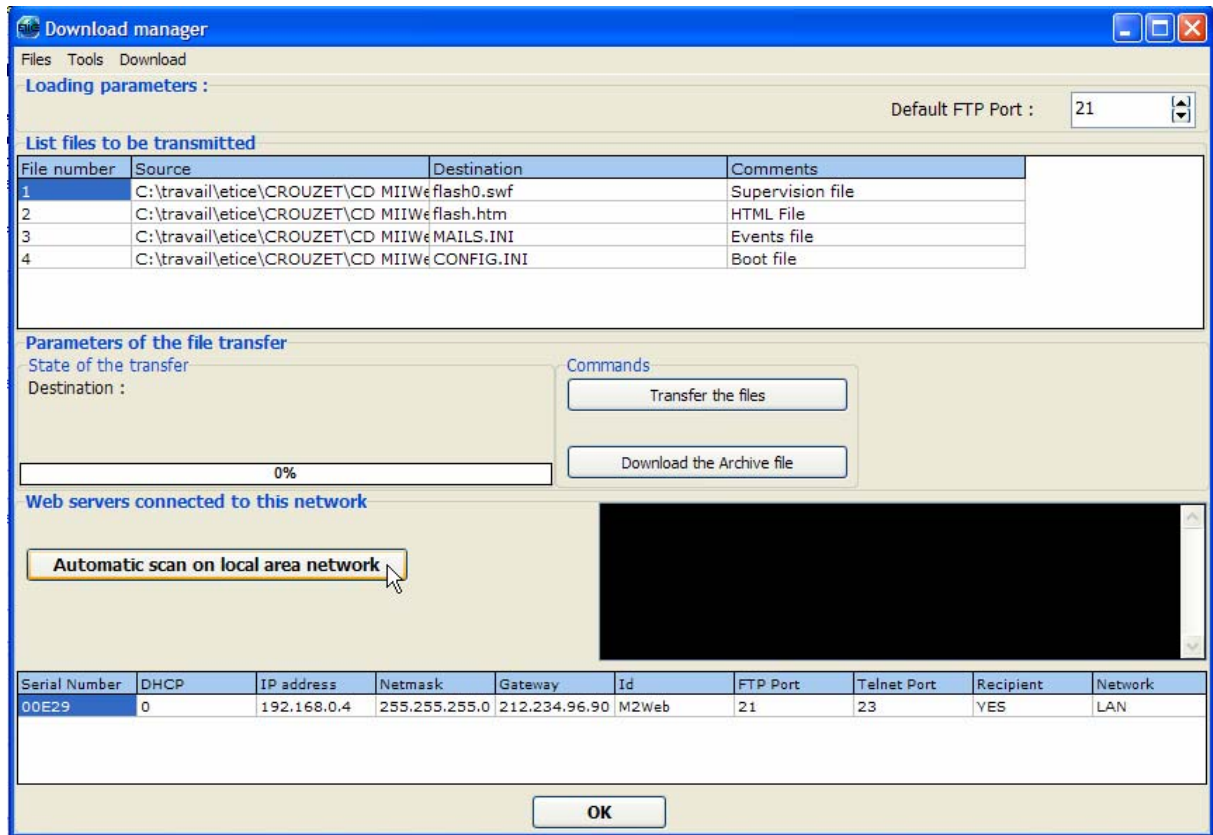 Download manager
Files Tools Download
Loading parameters :
Default FTP Port : 21
List files to be transmitted
File number Source Destination Comments
1 C:\travail\etice\CROUZET\CD MIIWe flash0.swf Supervision file
2 C:\travail\etice\CROUZET\CD MIIWe flash.htm HTML File
3 C:\travail\etice\CROUZET\CD MIIWe MAILS.INI Events file
4 C:\travail\etice\CROUZET\CD MIIWe CONFIG.INI Boot file
Parameters of the file transfer
State of the transfer Commands
Destination : Transfer the files
Download the Archive file
0%
Web servers connected to this network
Automatic scan on local area network
Serial Number DHCP IP address Netmask Gateway Id FTP Port Telnet Port Recipient Network
00E29 0 192.168.0.4 255.255.255.0 212.234.96.90 M2Web 21 23 YES LAN
OK